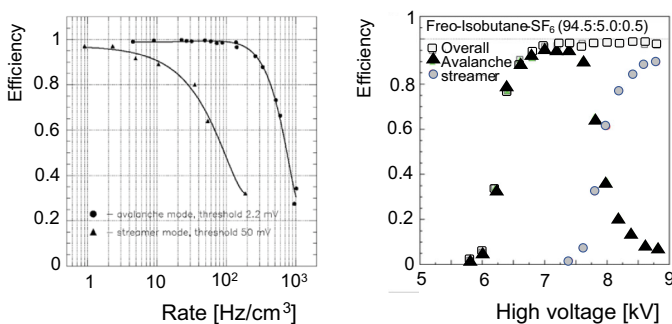 Efficiency
1
0.8
0.6
0.4
0.2
0
– avalanche mode, threshold 2.2 mV
– streamer mode, threshold 50 mV
1
10
10²
10³
Rate [Hz/cm³]
Efficiency
1
0.8
0.6
0.4
0.2
0
Freo-Isobutane-SF₆ (94.5:5.0:0.5)
Overall
Avalanche
streamer
5
6
7
8
9
High voltage [kV]